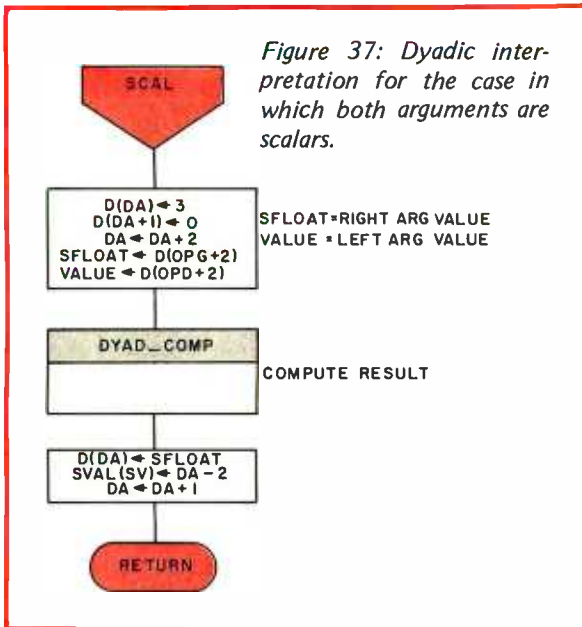 Figure 37: Dyadic inter-
pretation for the case in
which both arguments are
scalars.
SCAL
D(DA)←3
D(DA+1)←0
DA←DA+2
SFLOAT←D(OPG+2)
VALUE←D(OPD+2)
SFLOAT=RIGHT ARG VALUE
VALUE=LEFT ARG VALUE
DYAD_COMP
COMPUTE RESULT
D(DA)←SFLOAT
SVAL(SV)←DA-2
DA←DA+1
RETURN